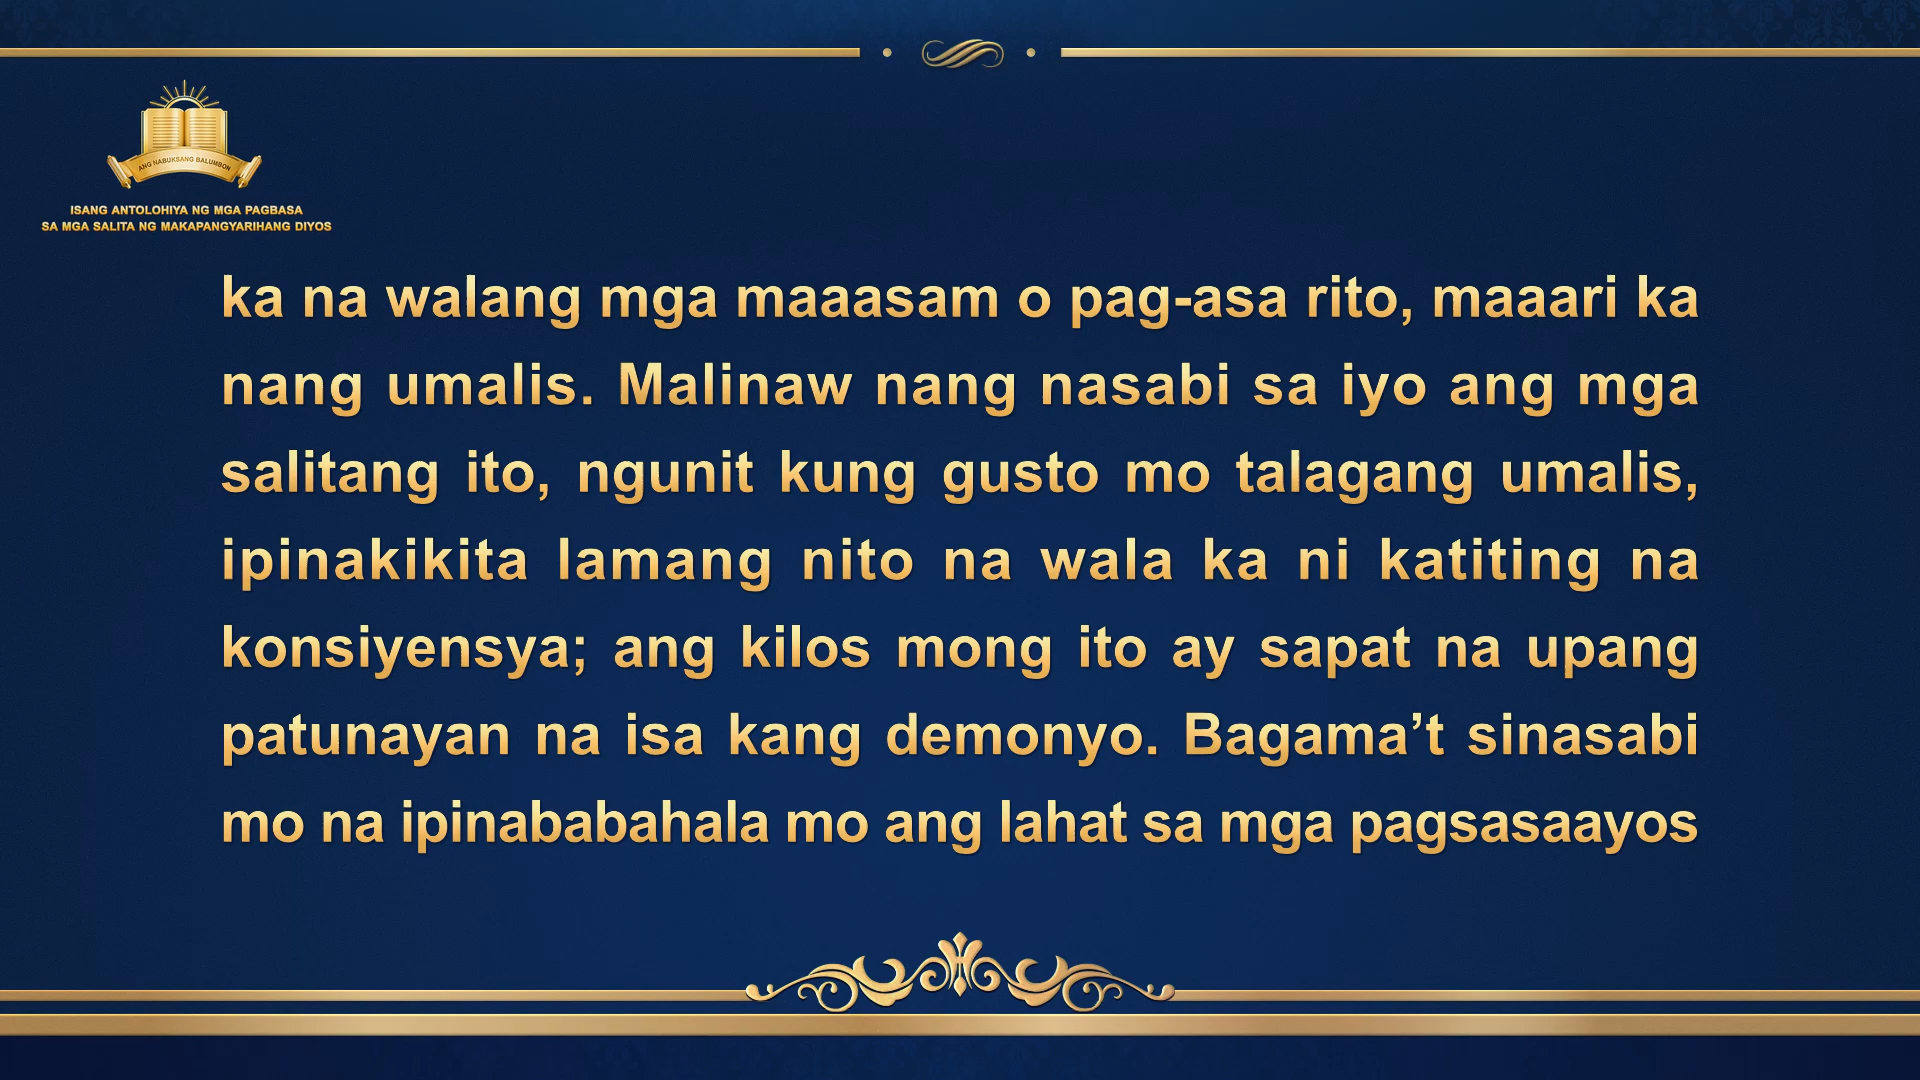 ANG NABUKSANG BALUMBON
ISANG ANTOLOHIYA NG MGA PAGBASA
SA MGA SALITA NG MAKAPANGYARIHANG DIYOS
ka na walang mga maaasam o pag-asa rito, maaari ka
nang umalis. Malinaw nang nasabi sa iyo ang mga
salitang ito, ngunit kung gusto mo talagang umalis,
ipinakikita lamang nito na wala ka ni katiting na
konsiyensya; ang kilos mong ito ay sapat na upang
patunayan na isa kang demonyo. Bagama’t sinasabi
mo na ipinababahala mo ang lahat sa mga pagsasaayos